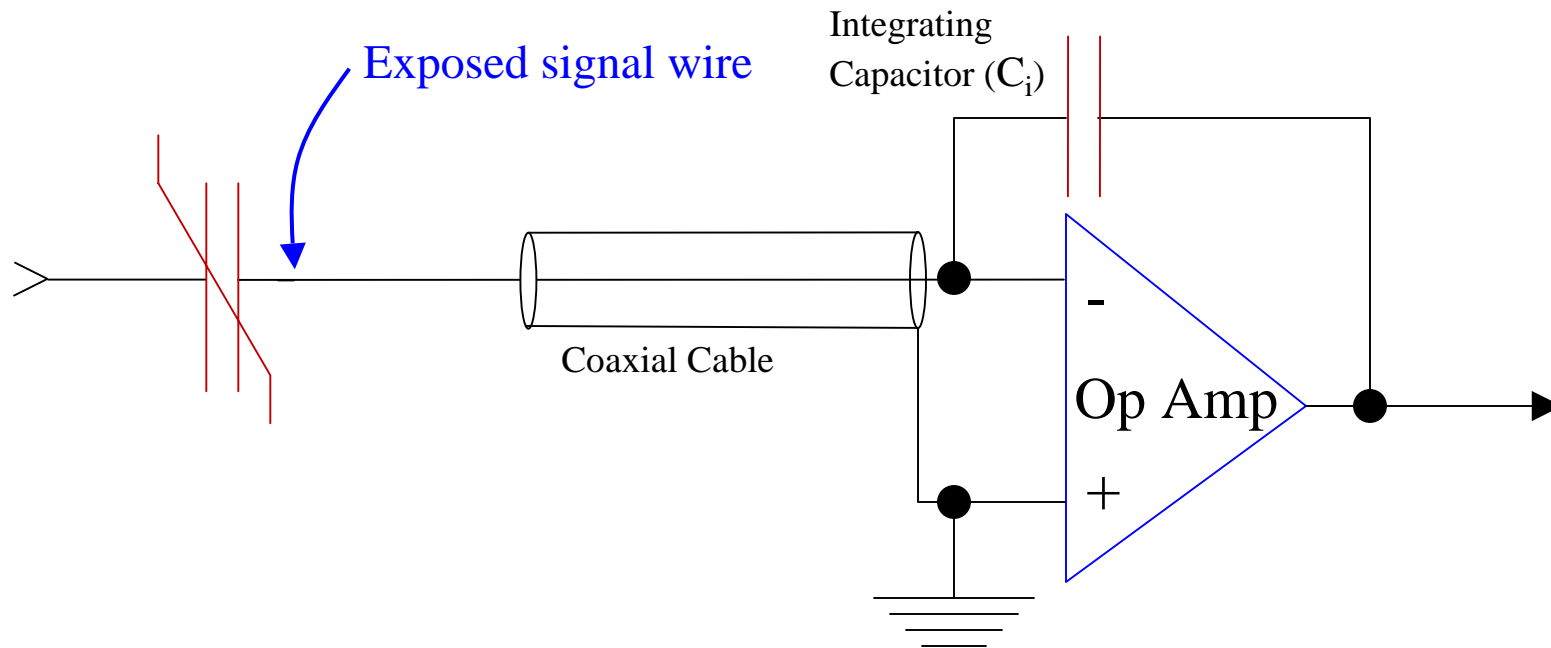 Exposed signal wire
Integrating
Capacitor (Ci)
Coaxial Cable
-
Op Amp
+